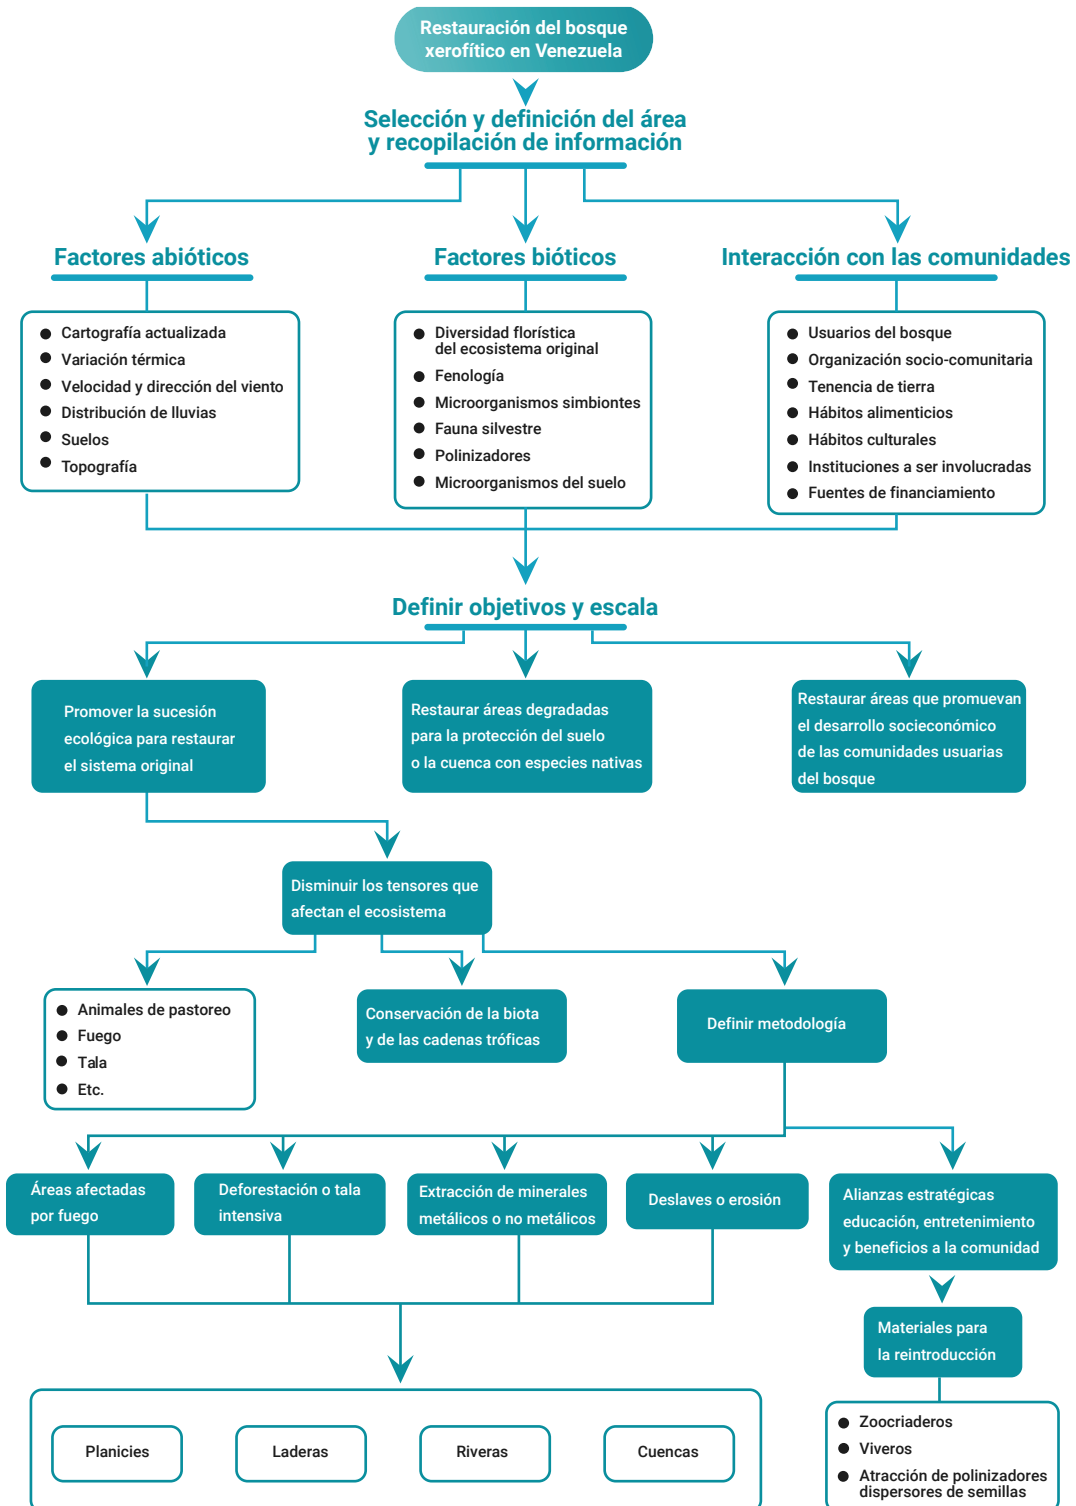 Restauración del bosque
xerofítico en Venezuela
Selección y definición del área
y recopilación de información
Factores abióticos
Cartografía actualizada
Variación térmica
Velocidad y dirección del viento
Distribución de lluvias
Suelos
Topografía
Factores bióticos
Diversidad florística
del ecosistema original
Fenología
Microorganismos simbiontes
Fauna silvestre
Polinizadores
Microorganismos del suelo
Interacción con las comunidades
Usuarios del bosque
Organización socio-comunitaria
Tenencia de tierra
Hábitos alimenticios
Hábitos culturales
Instituciones a ser involucradas
Fuentes de financiamiento
Definir objetivos y escala
Promover la sucesión
ecológica para restaurar
el sistema original
Restaurar áreas degradadas
para la protección del suelo
o la cuenca con especies nativas
Restaurar áreas que promuevan
el desarrollo socieconómico
de las comunidades usuarias
del bosque
Disminuir los tensores que
afectan el ecosistema
Animales de pastoreo
Fuego
Tala
Etc.
Conservación de la biota
y de las cadenas tróficas
Definir metodología
Áreas afectadas
por fuego
Deforestación o tala
intensiva
Extracción de minerales
metálicos o no metálicos
Deslaves o erosión
Alianzas estratégicas
educación, entretenimiento
y beneficios a la comunidad
Materiales para
la reintroducción
Planicies
Laderas
Riveras
Cuencas
Zoocriaderos
Viveros
Atracción de polinizadores
dispersores de semillas